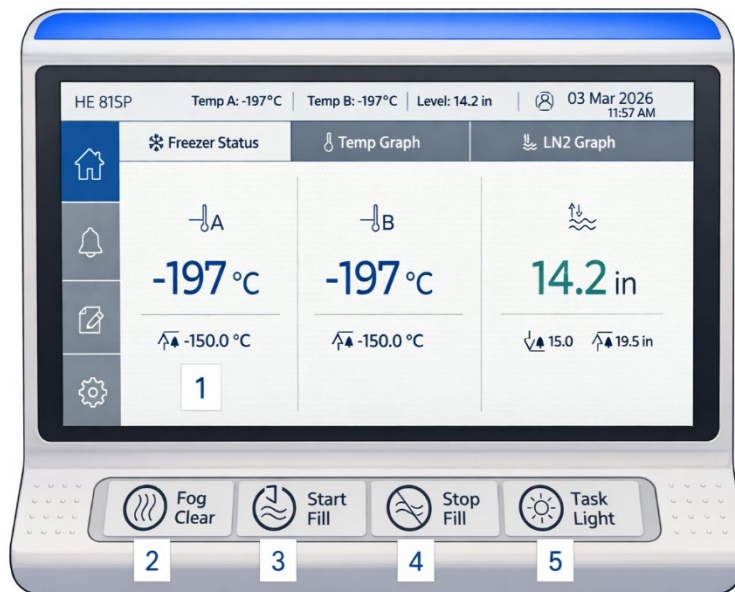 HE 815P Temp A: -197°C Temp B: -197°C Level: 14.2 in 03 Mar 2026
11:57 AM
Freezer Status Temp Graph LN2 Graph
A B
-197 °C -197 °C 14.2 in
-150.0 °C -150.0 °C 15.0 19.5 in
1
Fog Clear
Start Fill
Stop Fill
Task Light
2 3 4 5